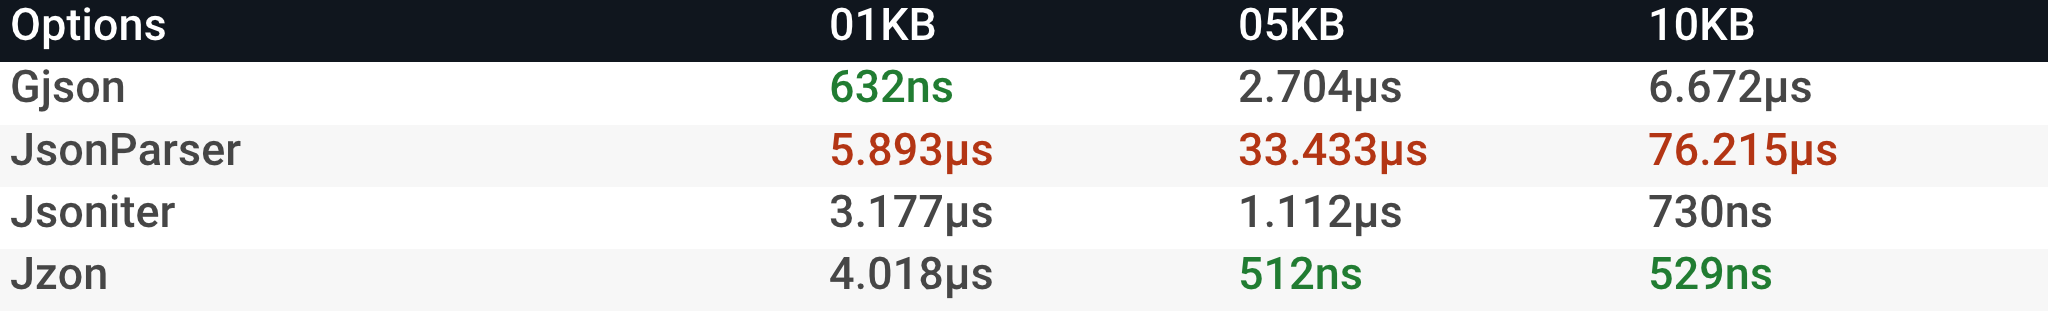 Options 01KB 05KB 10KB
Gjson 632ns 2.704µs 6.672µs
JsonParser 5.893µs 33.433µs 76.215µs
Jsoniter 3.177µs 1.112µs 730ns
Jzon 4.018µs 512ns 529ns